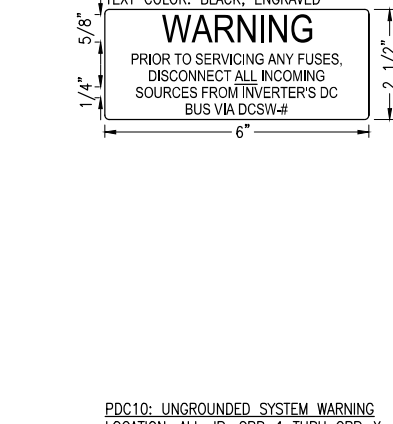 TEXT COLOR: BLACK, ENGRAVED
5/8"
WARNING
PRIOR TO SERVICING ANY FUSES,
DISCONNECT ALL INCOMING
SOURCES FROM INVERTER'S DC
BUS VIA DCSW-#
1/4"
2 1/2"
6"
PDC10: UNGROUNDED SYSTEM WARNING